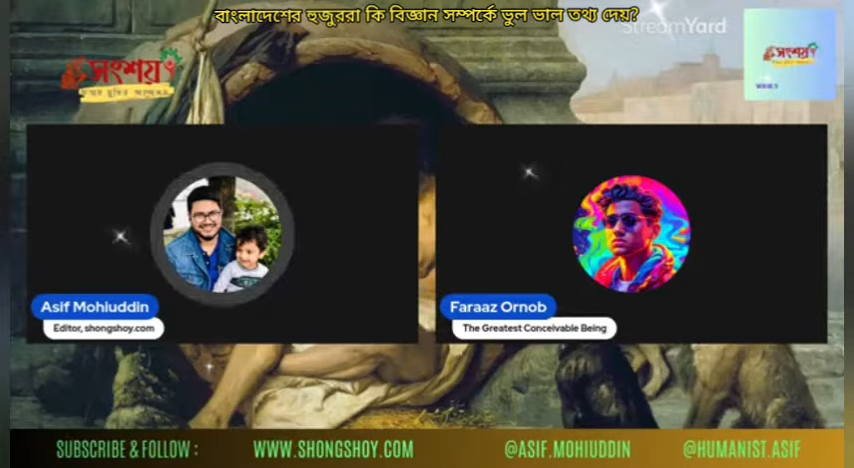 বাংলাদেশের হুজুররা কি বিজ্ঞান সম্পর্কে ভুল ভাল তথ্য দেয়?
StreamYard
সংশয়
সংশয়
Asif Mohiuddin
Editor, shongshoy.com
Faraaz Ornob
The Greatest Conceivable Being
SUBSCRIBE & FOLLOW :
WWW.SHONGSHOY.COM
@ASIF.MOHIUDDIN
@HUMANIST.ASIF